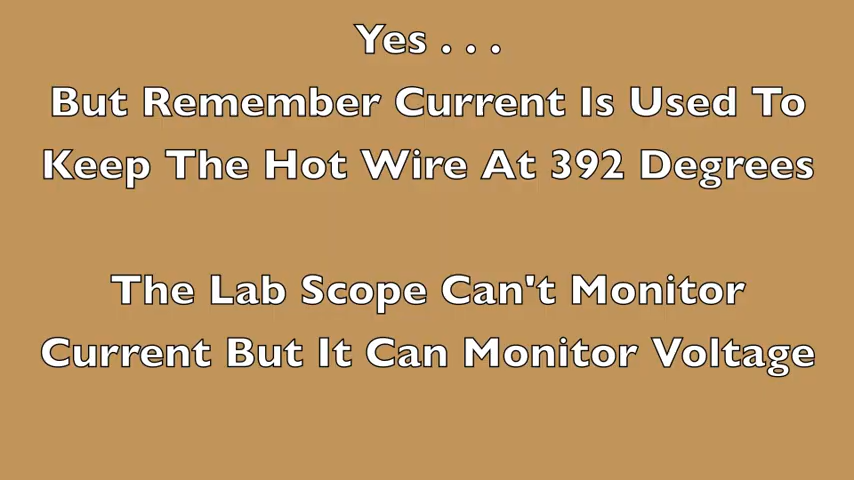 Yes . . .
But Remember Current Is Used To
Keep The Hot Wire At 392 Degrees
The Lab Scope Can't Monitor
Current But It Can Monitor Voltage